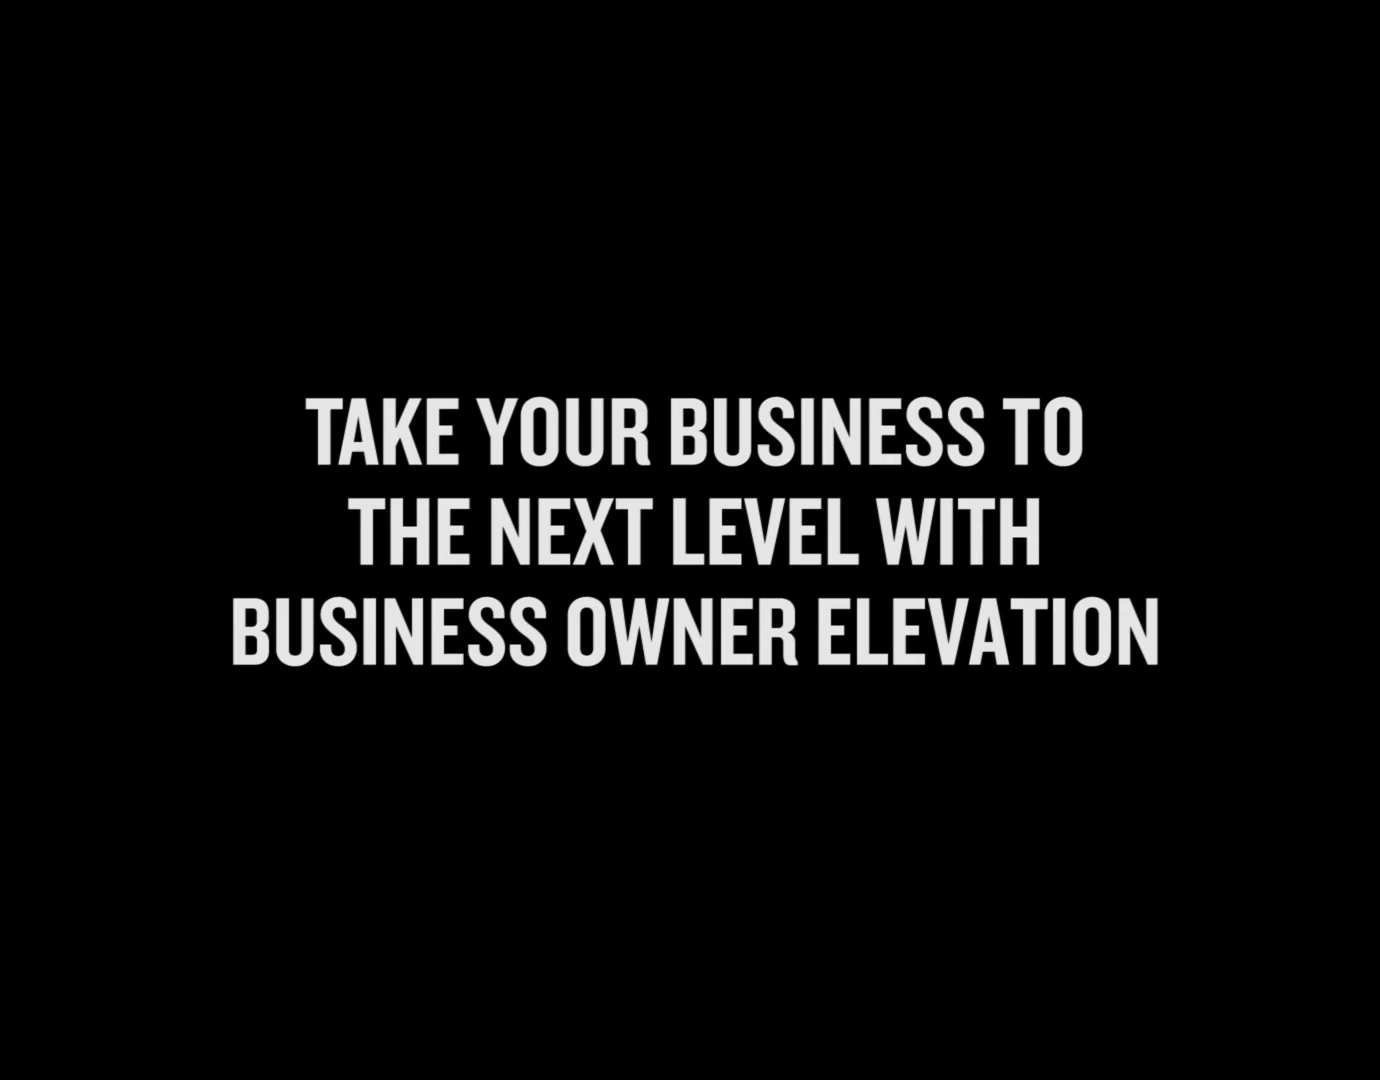 TAKE YOUR BUSINESS TO
THE NEXT LEVEL WITH
BUSINESS OWNER ELEVATION